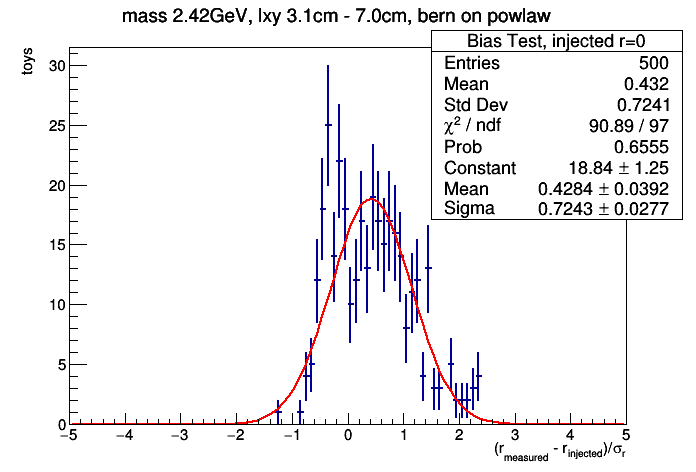 mass 2.42GeV, lxy 3.1cm - 7.0cm, bern on powlaw
Bias Test, injected r=0
Entries 500
Mean 0.432
Std Dev 0.7241
χ² / ndf 90.89 / 97
Prob 0.6555
Constant 18.84 ± 1.25
Mean 0.4284 ± 0.0392
Sigma 0.7243 ± 0.0277
toys
30
25
20
15
10
5
0
−5 −4 −3 −2 −1 0 1 2 3 4 5
(r_measured - r_injected)/σ_r